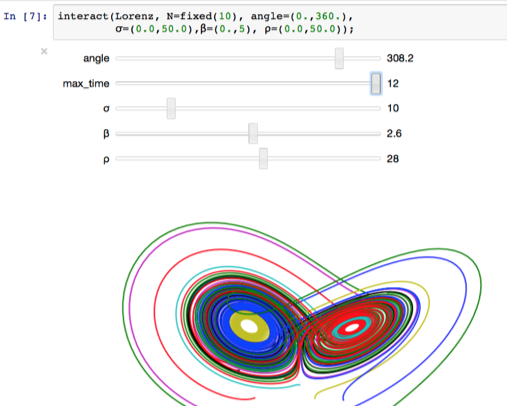 In [7]: interact(Lorenz, N=fixed(10), angle=(0.,360.),
σ=(0.0,50.0),β=(0.,5), ρ=(0.0,50.0));
×
angle 308.2
max_time 12
σ 10
β 2.6
ρ 28